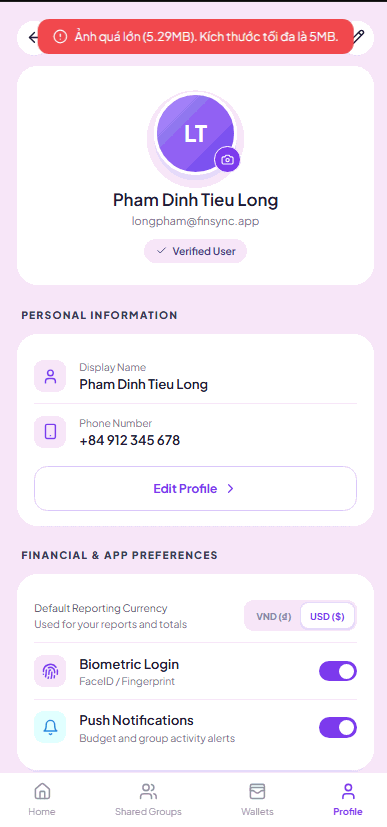 Ảnh quá lớn (5.29MB). Kích thước tối đa là 5MB.
LT
Pham Dinh Tieu Long
longpham@finsync.app
Verified User
PERSONAL INFORMATION
Display Name
Pham Dinh Tieu Long
Phone Number
+84 912 345 678
Edit Profile
FINANCIAL & APP PREFERENCES
Default Reporting Currency
Used for your reports and totals
VND (₫) USD ($)
Biometric Login
FaceID / Fingerprint
Push Notifications
Budget and group activity alerts
Home Shared Groups Wallets Profile